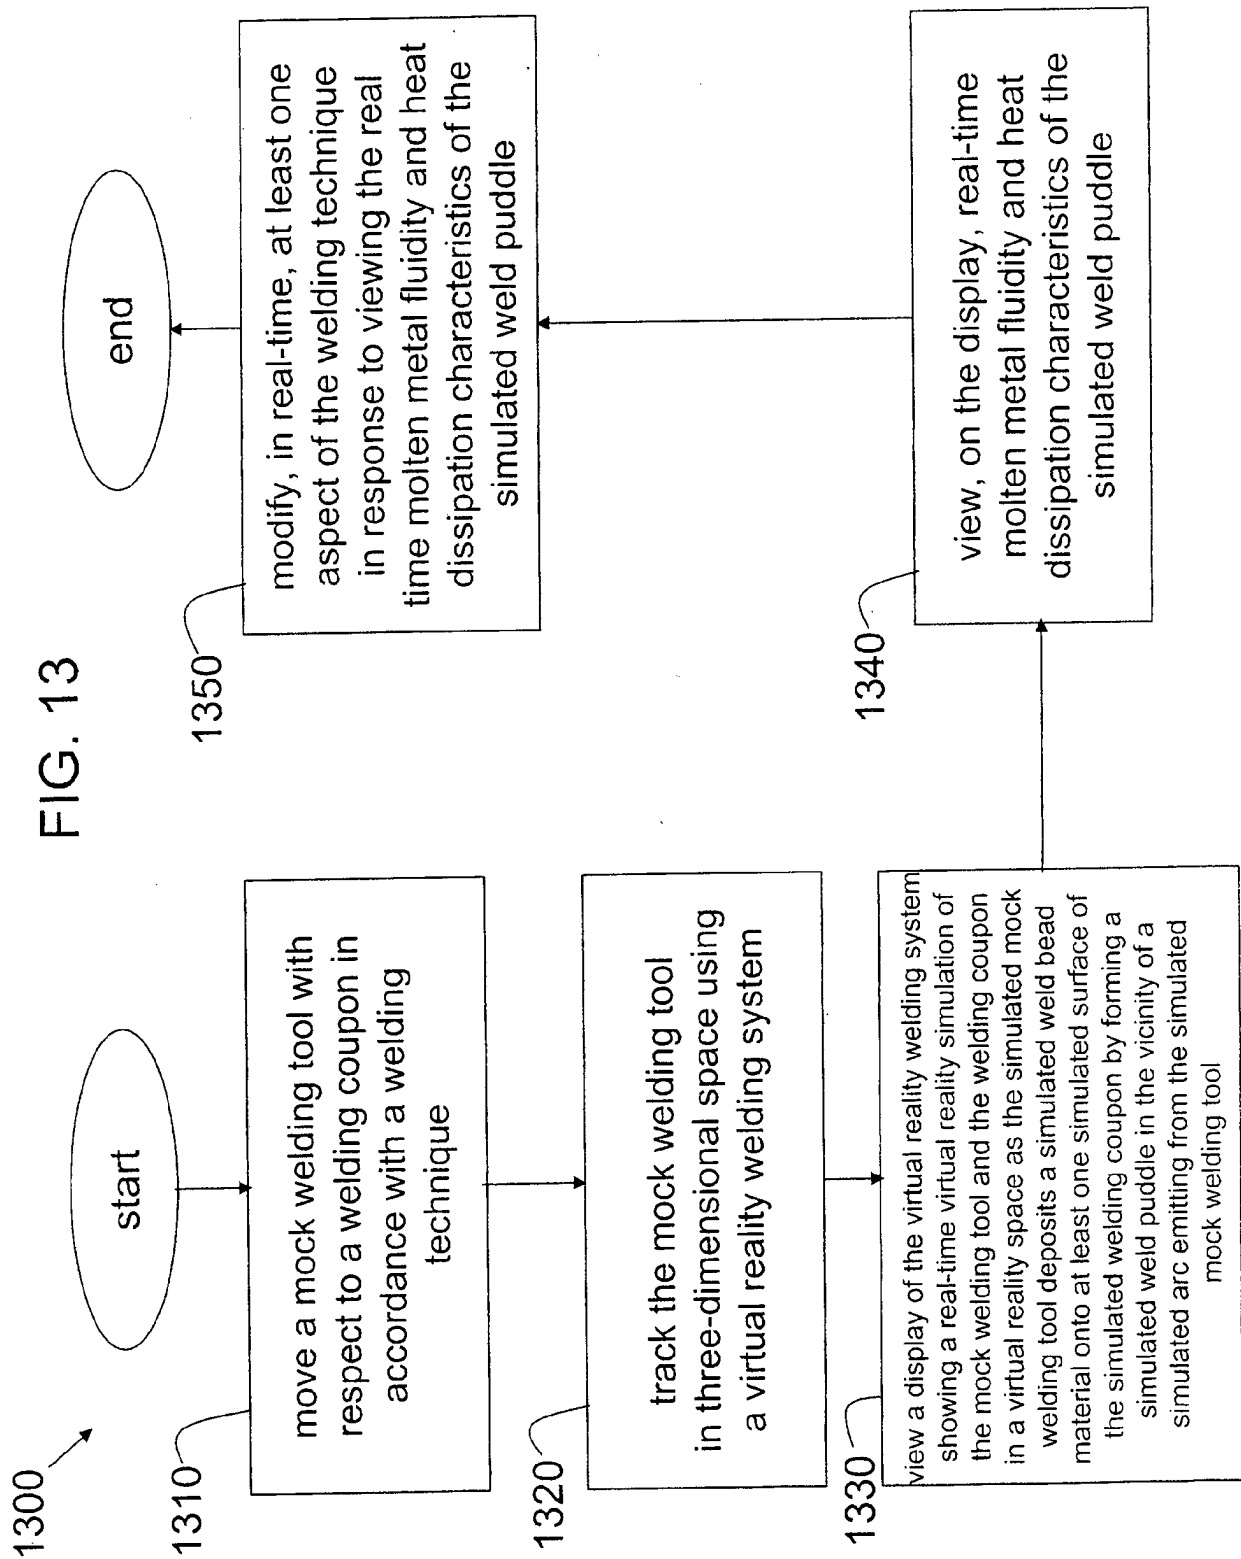 FIG. 13
1300
start
1310
move a mock welding tool with
respect to a welding coupon in
accordance with a welding
technique
1320
track the mock welding tool
in three-dimensional space using
a virtual reality welding system
1330
view a display of the virtual reality welding system
showing a real-time virtual reality simulation of
the mock welding tool and the welding coupon
in a virtual reality space as the simulated mock
welding tool deposits a simulated weld bead
material onto at least one simulated surface of
the simulated welding coupon by forming a
simulated weld puddle in the vicinity of a
simulated arc emitting from the simulated
mock welding tool
1340
view, on the display, real-time
molten metal fluidity and heat
dissipation characteristics of the
simulated weld puddle
1350
modify, in real-time, at least one
aspect of the welding technique
in response to viewing the real
time molten metal fluidity and heat
dissipation characteristics of the
simulated weld puddle
end